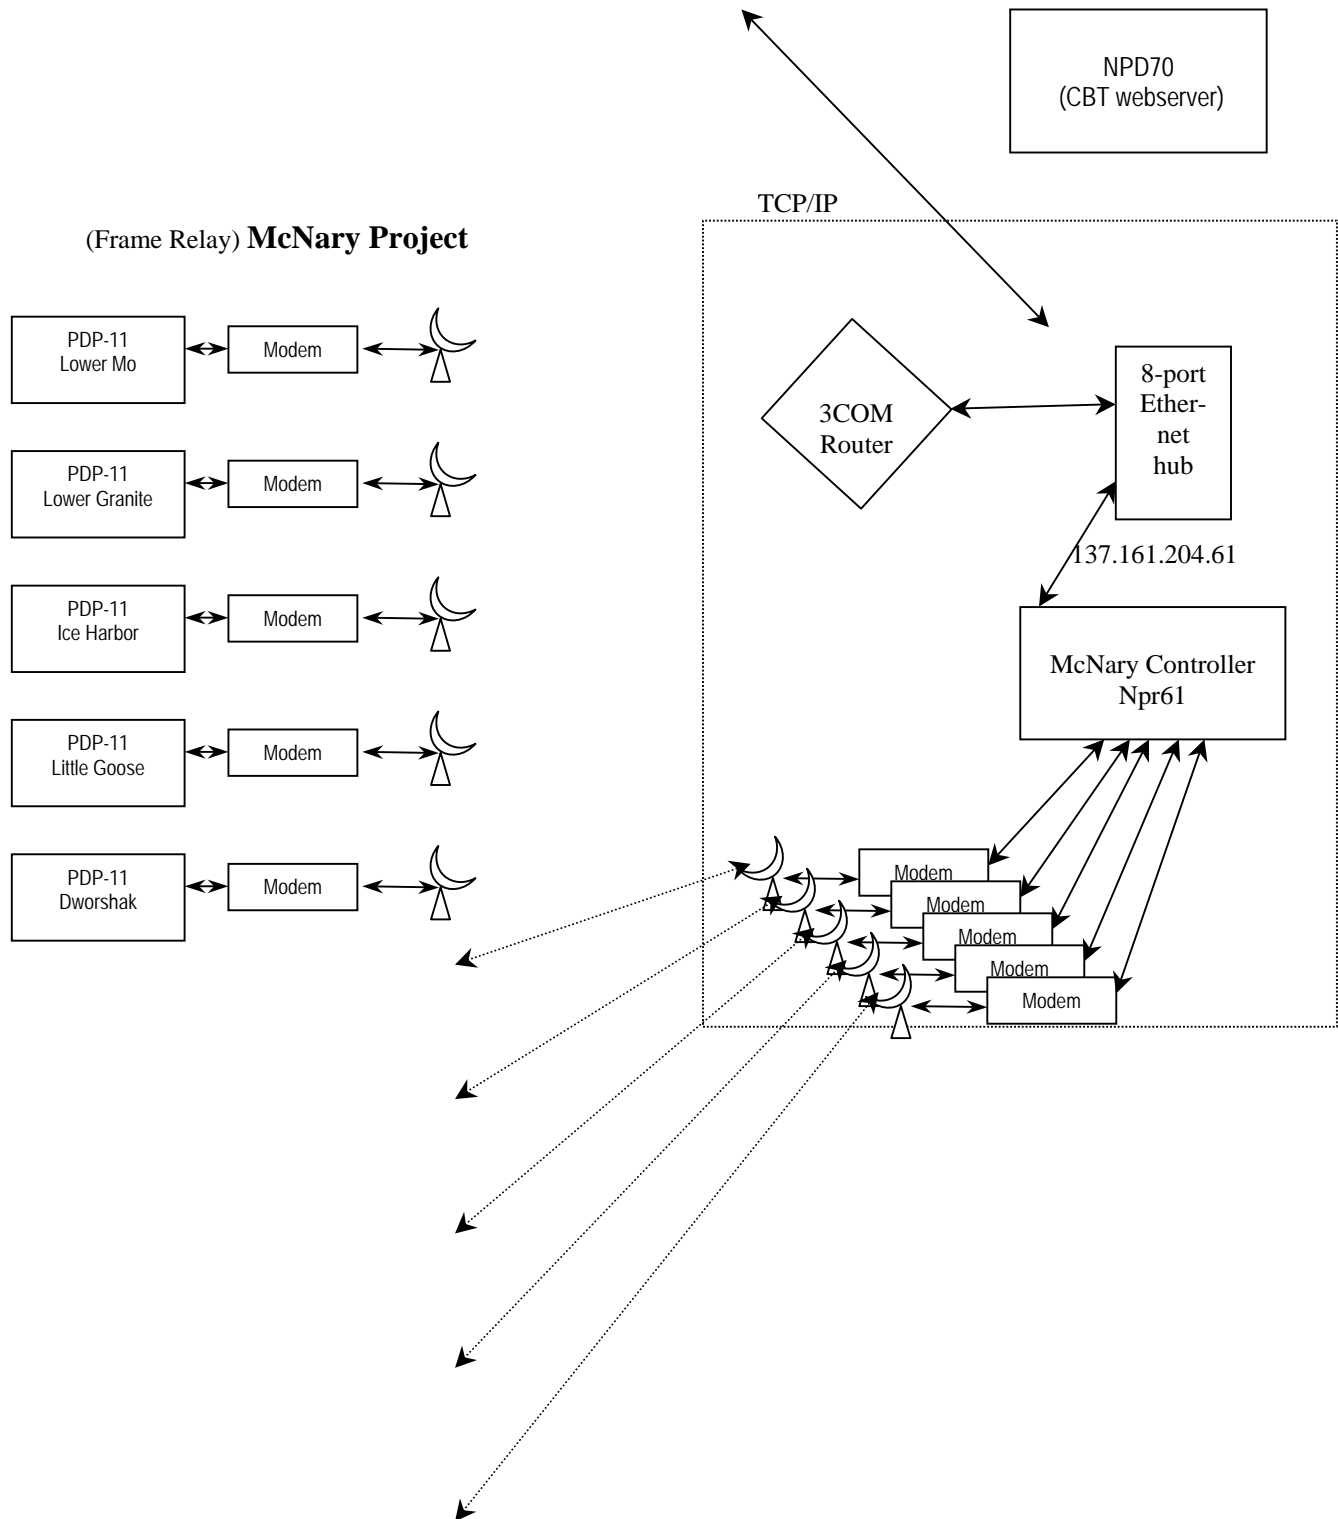 NPD70
(CBT webserver)
TCP/IP
(Frame Relay) McNary Project
PDP-11
Lower Mo
Modem
PDP-11
Lower Granite
Modem
PDP-11
Ice Harbor
Modem
PDP-11
Little Goose
Modem
PDP-11
Dworshak
Modem
3COM
Router
8-port
Ether-
net
hub
137.161.204.61
McNary Controller
Npr61
Modem
Modem
Modem
Modem
Modem